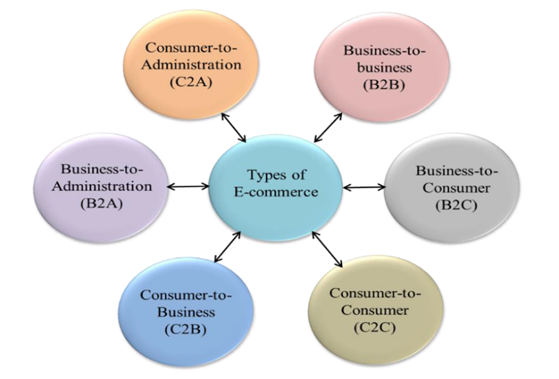 Consumer-to-
Administration
(C2A)
Business-to-
business
(B2B)
Business-to-
Administration
(B2A)
Types of
E-commerce
Business-to-
Consumer
(B2C)
Consumer-to-
Business
(C2B)
Consumer-to-
Consumer
(C2C)